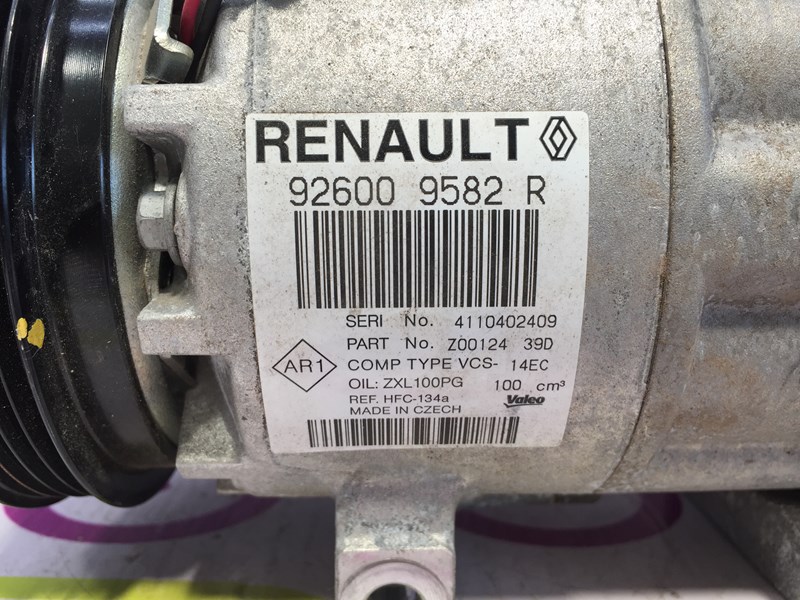 RENAULT
92600 9582 R
SERI No. 4110402409
PART No. Z00124 39D
AR1
COMP TYPE VCS- 14EC
OIL: ZXL100PG 100 cm³
REF. HFC-134a
Valeo
MADE IN CZECH